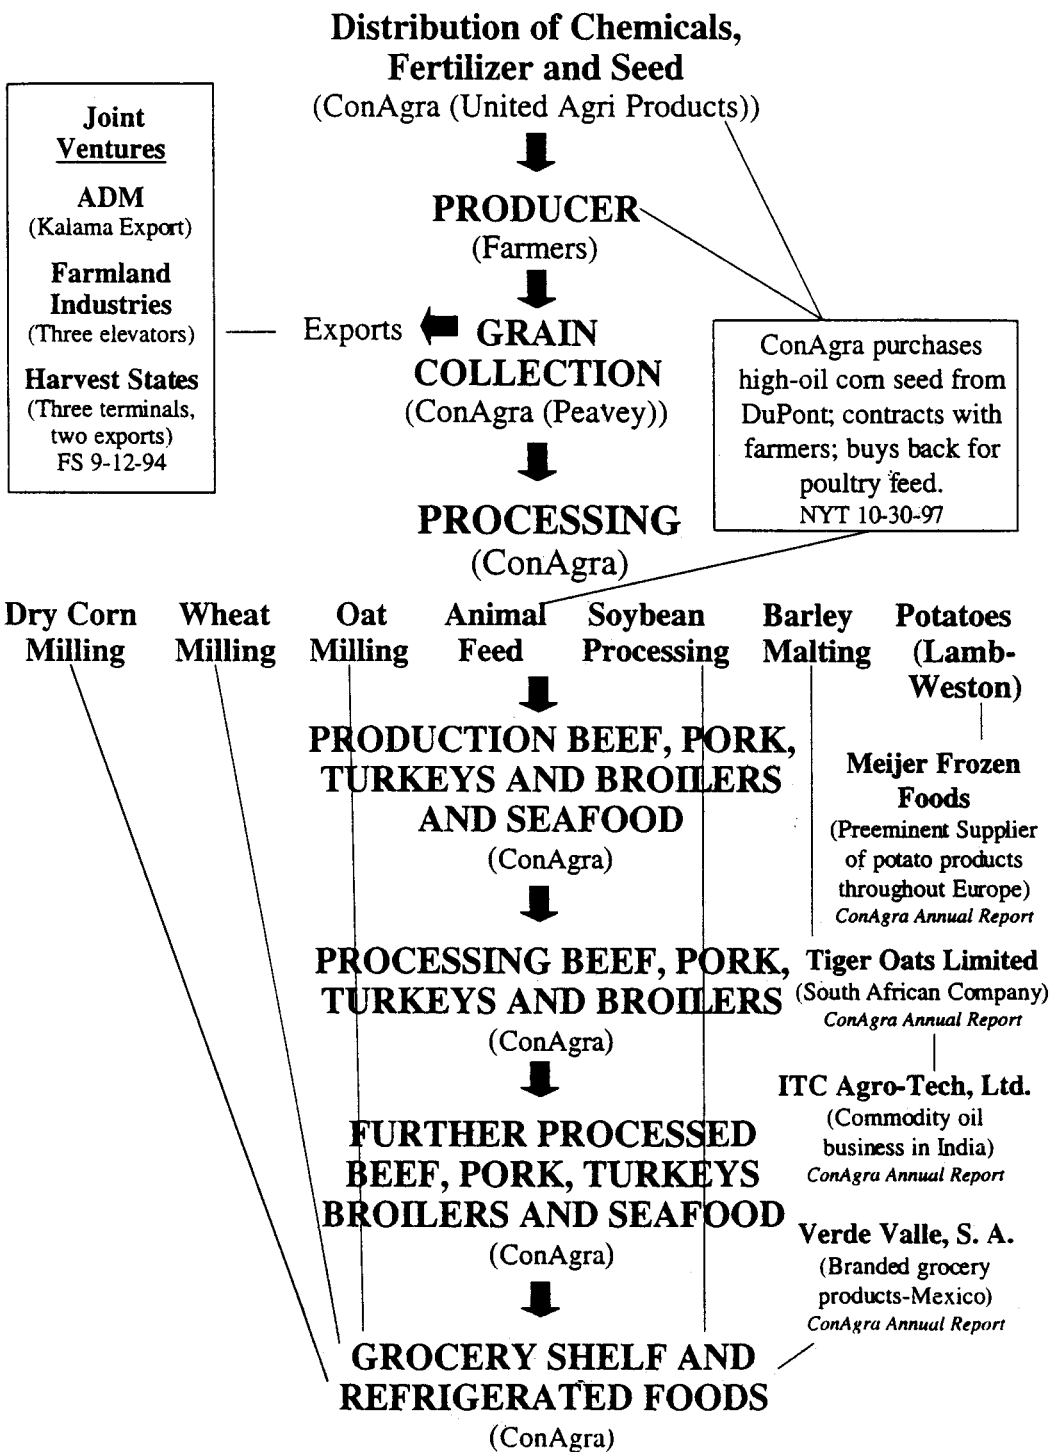 Distribution of Chemicals,
Fertilizer and Seed
(ConAgra (United Agri Products))
Joint
Ventures
ADM
(Kalama Export)
Farmland
Industries
(Three elevators)
Harvest States
(Three terminals,
two exports)
FS 9-12-94
PRODUCER
(Farmers)
Exports
GRAIN
COLLECTION
(ConAgra (Peavey))
ConAgra purchases
high-oil corn seed from
DuPont; contracts with
farmers; buys back for
poultry feed.
NYT 10-30-97
PROCESSING
(ConAgra)
Dry Corn
Milling
Wheat
Milling
Oat
Milling
Animal
Feed
Soybean
Processing
Barley
Malting
Potatoes
(Lamb-
Weston)
PRODUCTION BEEF, PORK,
TURKEYS AND BROILERS
AND SEAFOOD
(ConAgra)
Meijer Frozen
Foods
(Preeminent Supplier
of potato products
throughout Europe)
ConAgra Annual Report
PROCESSING BEEF, PORK,
TURKEYS AND BROILERS
(ConAgra)
Tiger Oats Limited
(South African Company)
ConAgra Annual Report
ITC Agro-Tech, Ltd.
(Commodity oil
business in India)
ConAgra Annual Report
FURTHER PROCESSED
BEEF, PORK, TURKEYS
BROILERS AND SEAFOOD
(ConAgra)
Verde Valle, S. A.
(Branded grocery
products-Mexico)
ConAgra Annual Report
GROCERY SHELF AND
REFRIGERATED FOODS
(ConAgra)